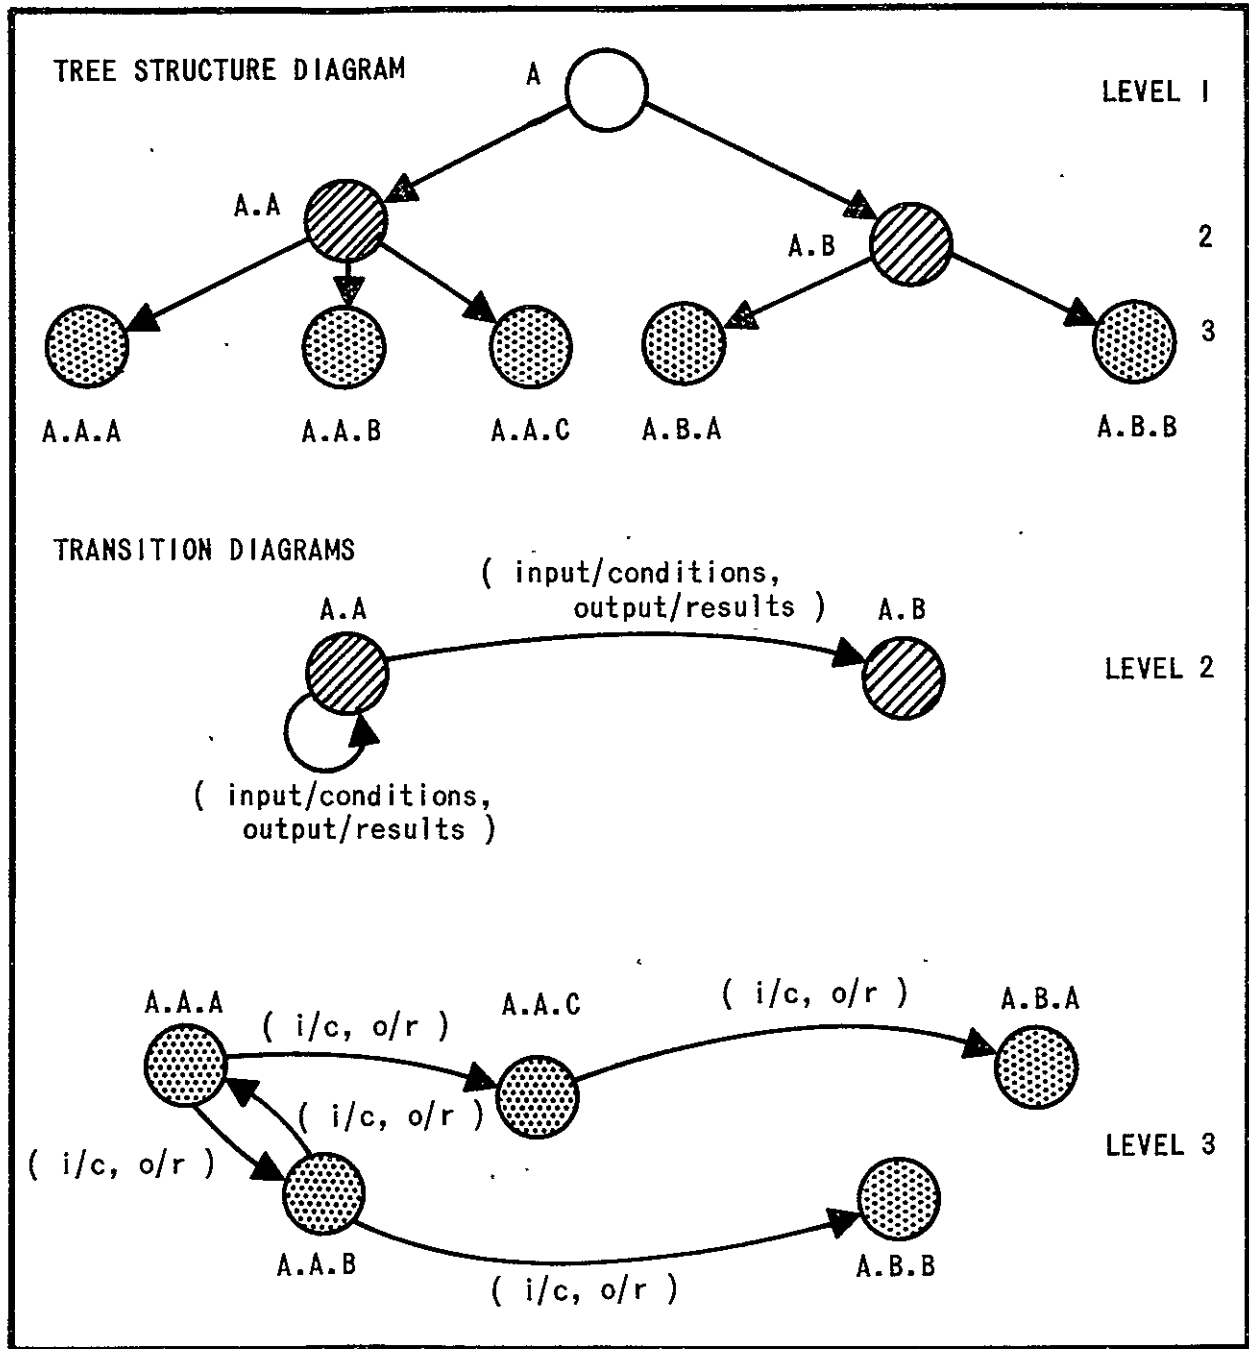 TREE STRUCTURE DIAGRAM
A
LEVEL 1
A.A
A.B
2
3
A.A.A
A.A.B
A.A.C
A.B.A
A.B.B
TRANSITION DIAGRAMS
( input/conditions,
output/results )
A.A
A.B
LEVEL 2
( input/conditions,
output/results )
A.A.A
( i/c, o/r )
A.A.C
( i/c, o/r )
A.B.A
( i/c, o/r )
( i/c, o/r )
LEVEL 3
A.A.B
( i/c, o/r )
A.B.B